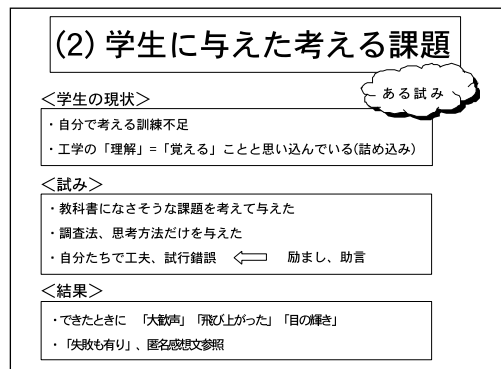 (2) 学生に与えた考える課題
ある試み
＜学生の現状＞
・自分で考える訓練不足
・工学の「理解」=「覚える」ことと思い込んでいる(詰め込み)
＜試み＞
・教科書になさそうな課題を考えて与えた
・調査法、思考方法だけを与えた
・自分たちで工夫、試行錯誤 励まし、助言
＜結果＞
・できたときに 「大歓声」「飛び上がった」「目の輝き」
・「失敗も有り」、匿名感想文参照